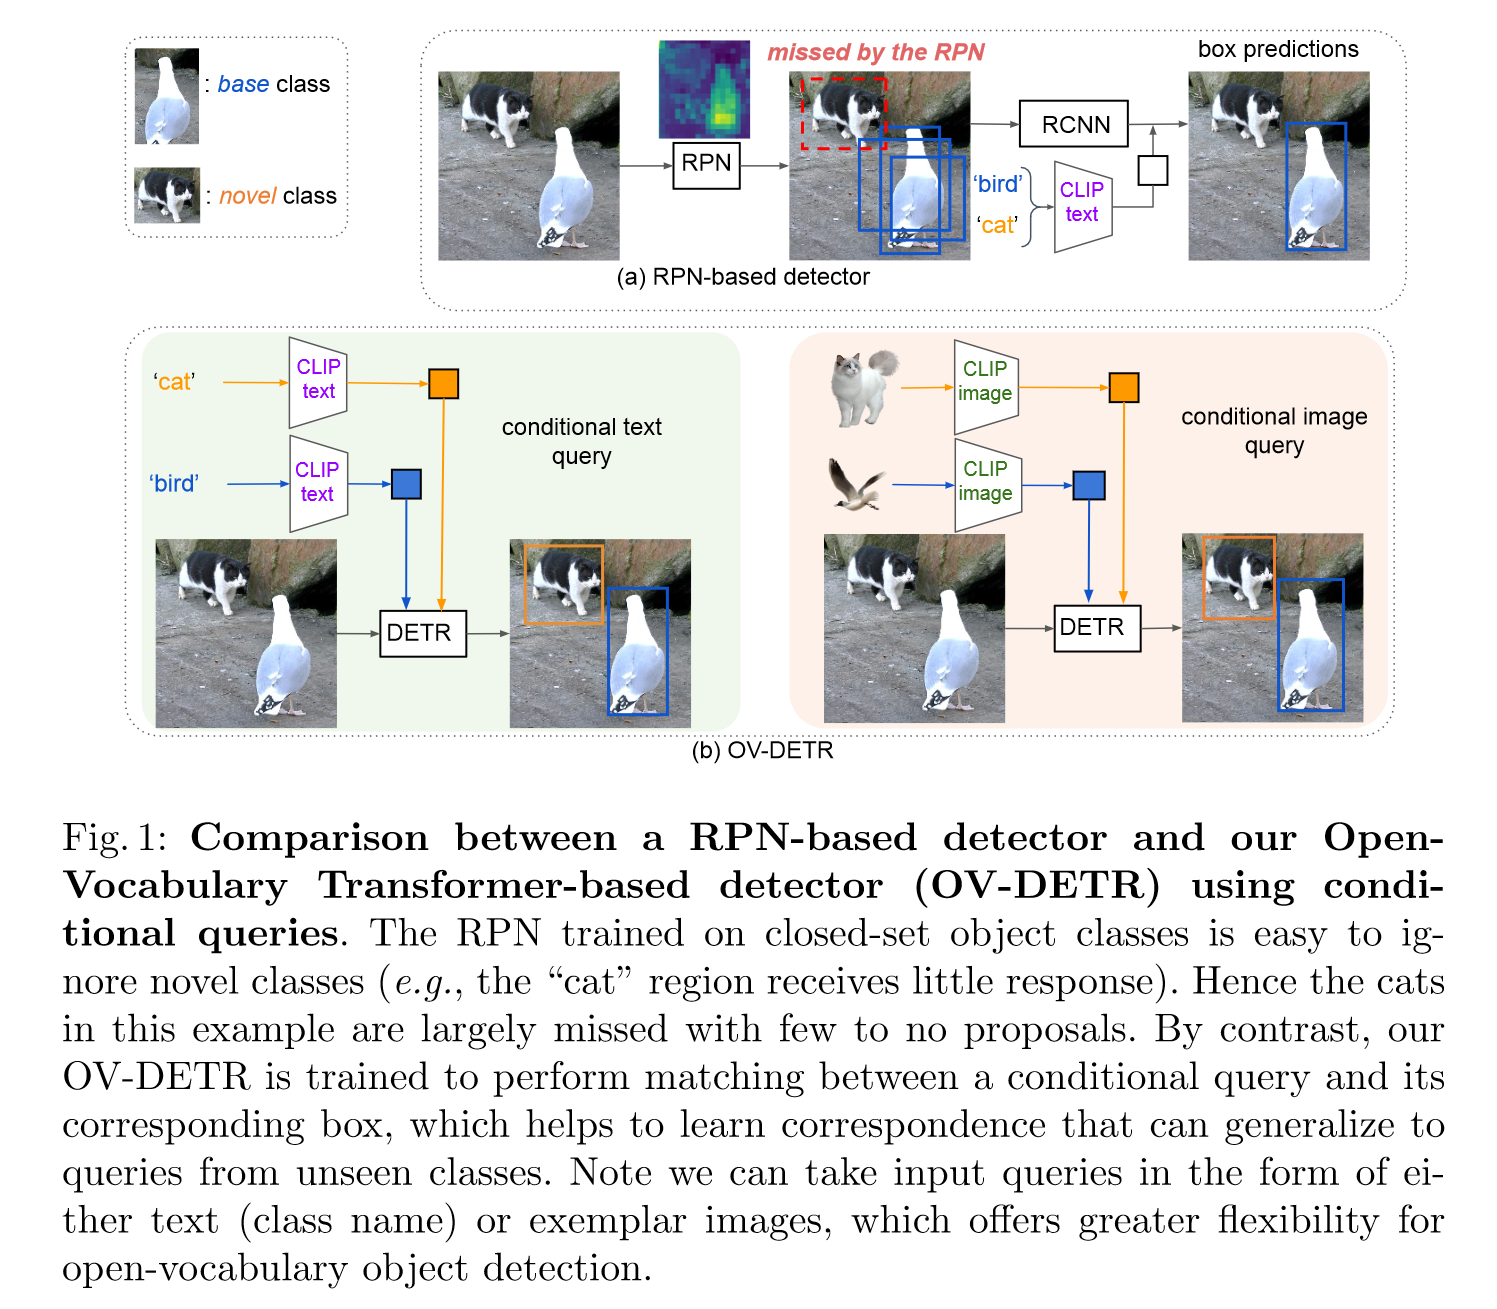 : base class
: novel class
missed by the RPN
box predictions
RPN
RCNN
'bird'
'cat'
CLIP
text
(a) RPN-based detector
'cat'
CLIP
text
'bird'
CLIP
text
conditional text
query
DETR
CLIP
image
CLIP
image
conditional image
query
DETR
(b) OV-DETR
Fig. 1: Comparison between a RPN-based detector and our Open-
Vocabulary Transformer-based detector (OV-DETR) using condi-
tional queries. The RPN trained on closed-set object classes is easy to ig-
nore novel classes (e.g., the “cat” region receives little response). Hence the cats
in this example are largely missed with few to no proposals. By contrast, our
OV-DETR is trained to perform matching between a conditional query and its
corresponding box, which helps to learn correspondence that can generalize to
queries from unseen classes. Note we can take input queries in the form of ei-
ther text (class name) or exemplar images, which offers greater flexibility for
open-vocabulary object detection.